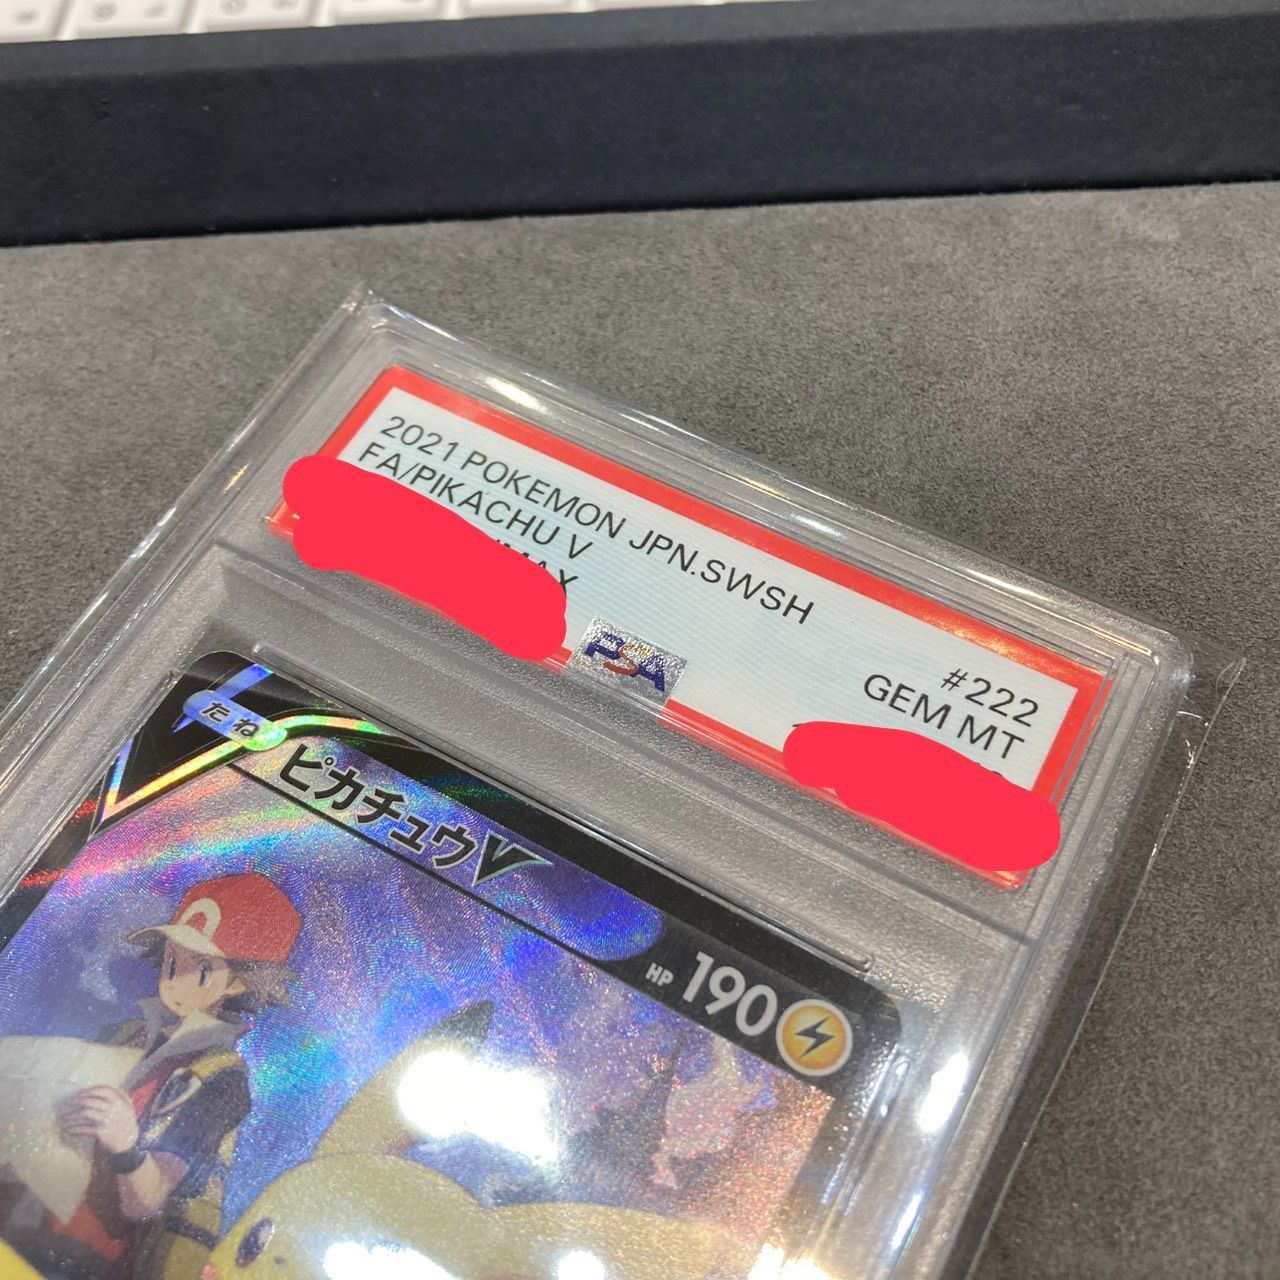 2021 POKEMON JPN.SWSH
#222
FA/PIKACHU V
GEM MT
PSA
たね
ピカチュウV
HP 190